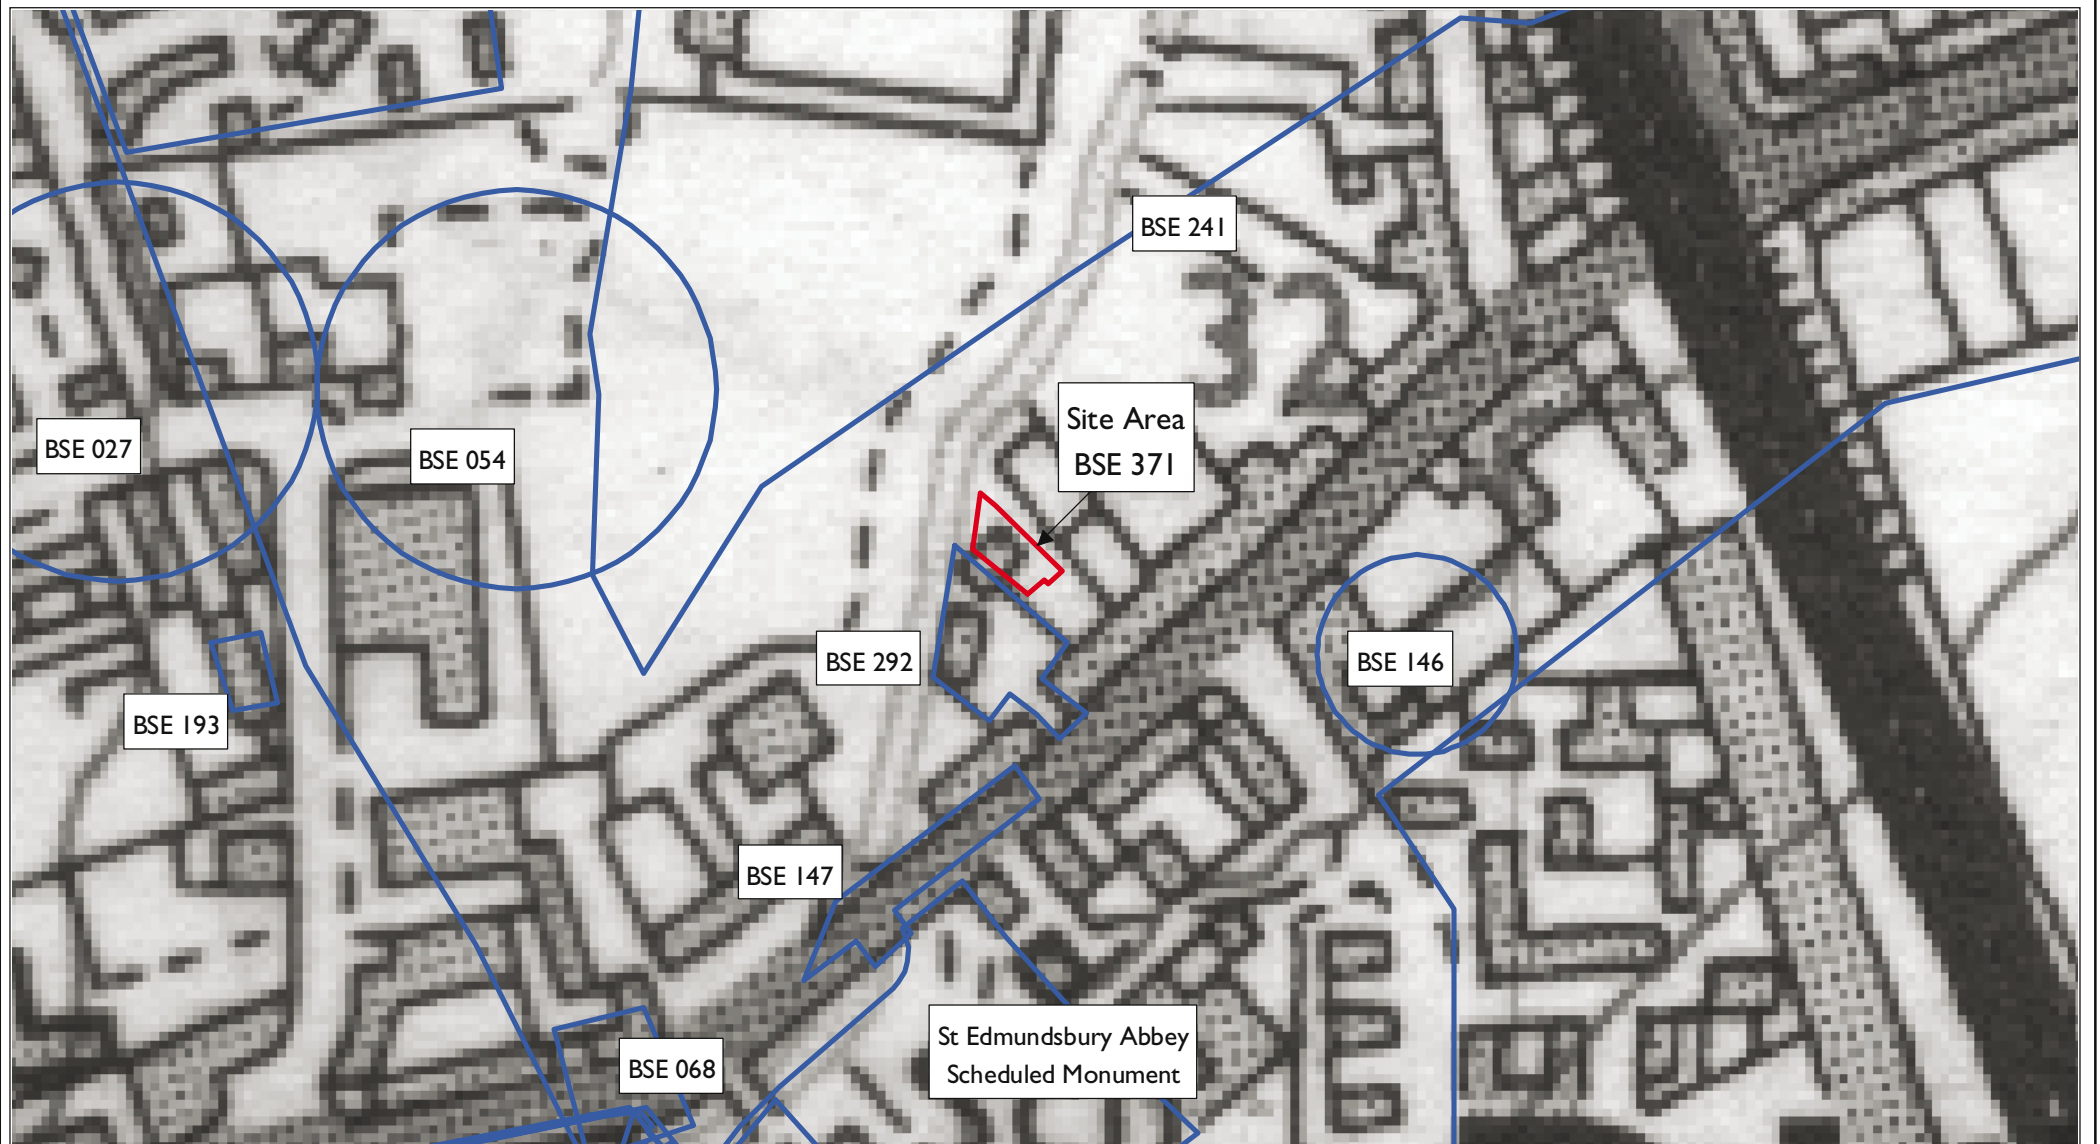 BSE 241
Site Area
BSE 371
BSE 027
BSE 054
BSE 292
BSE 146
BSE 193
BSE 147
St Edmundsbury Abbey
Scheduled Monument
BSE 068